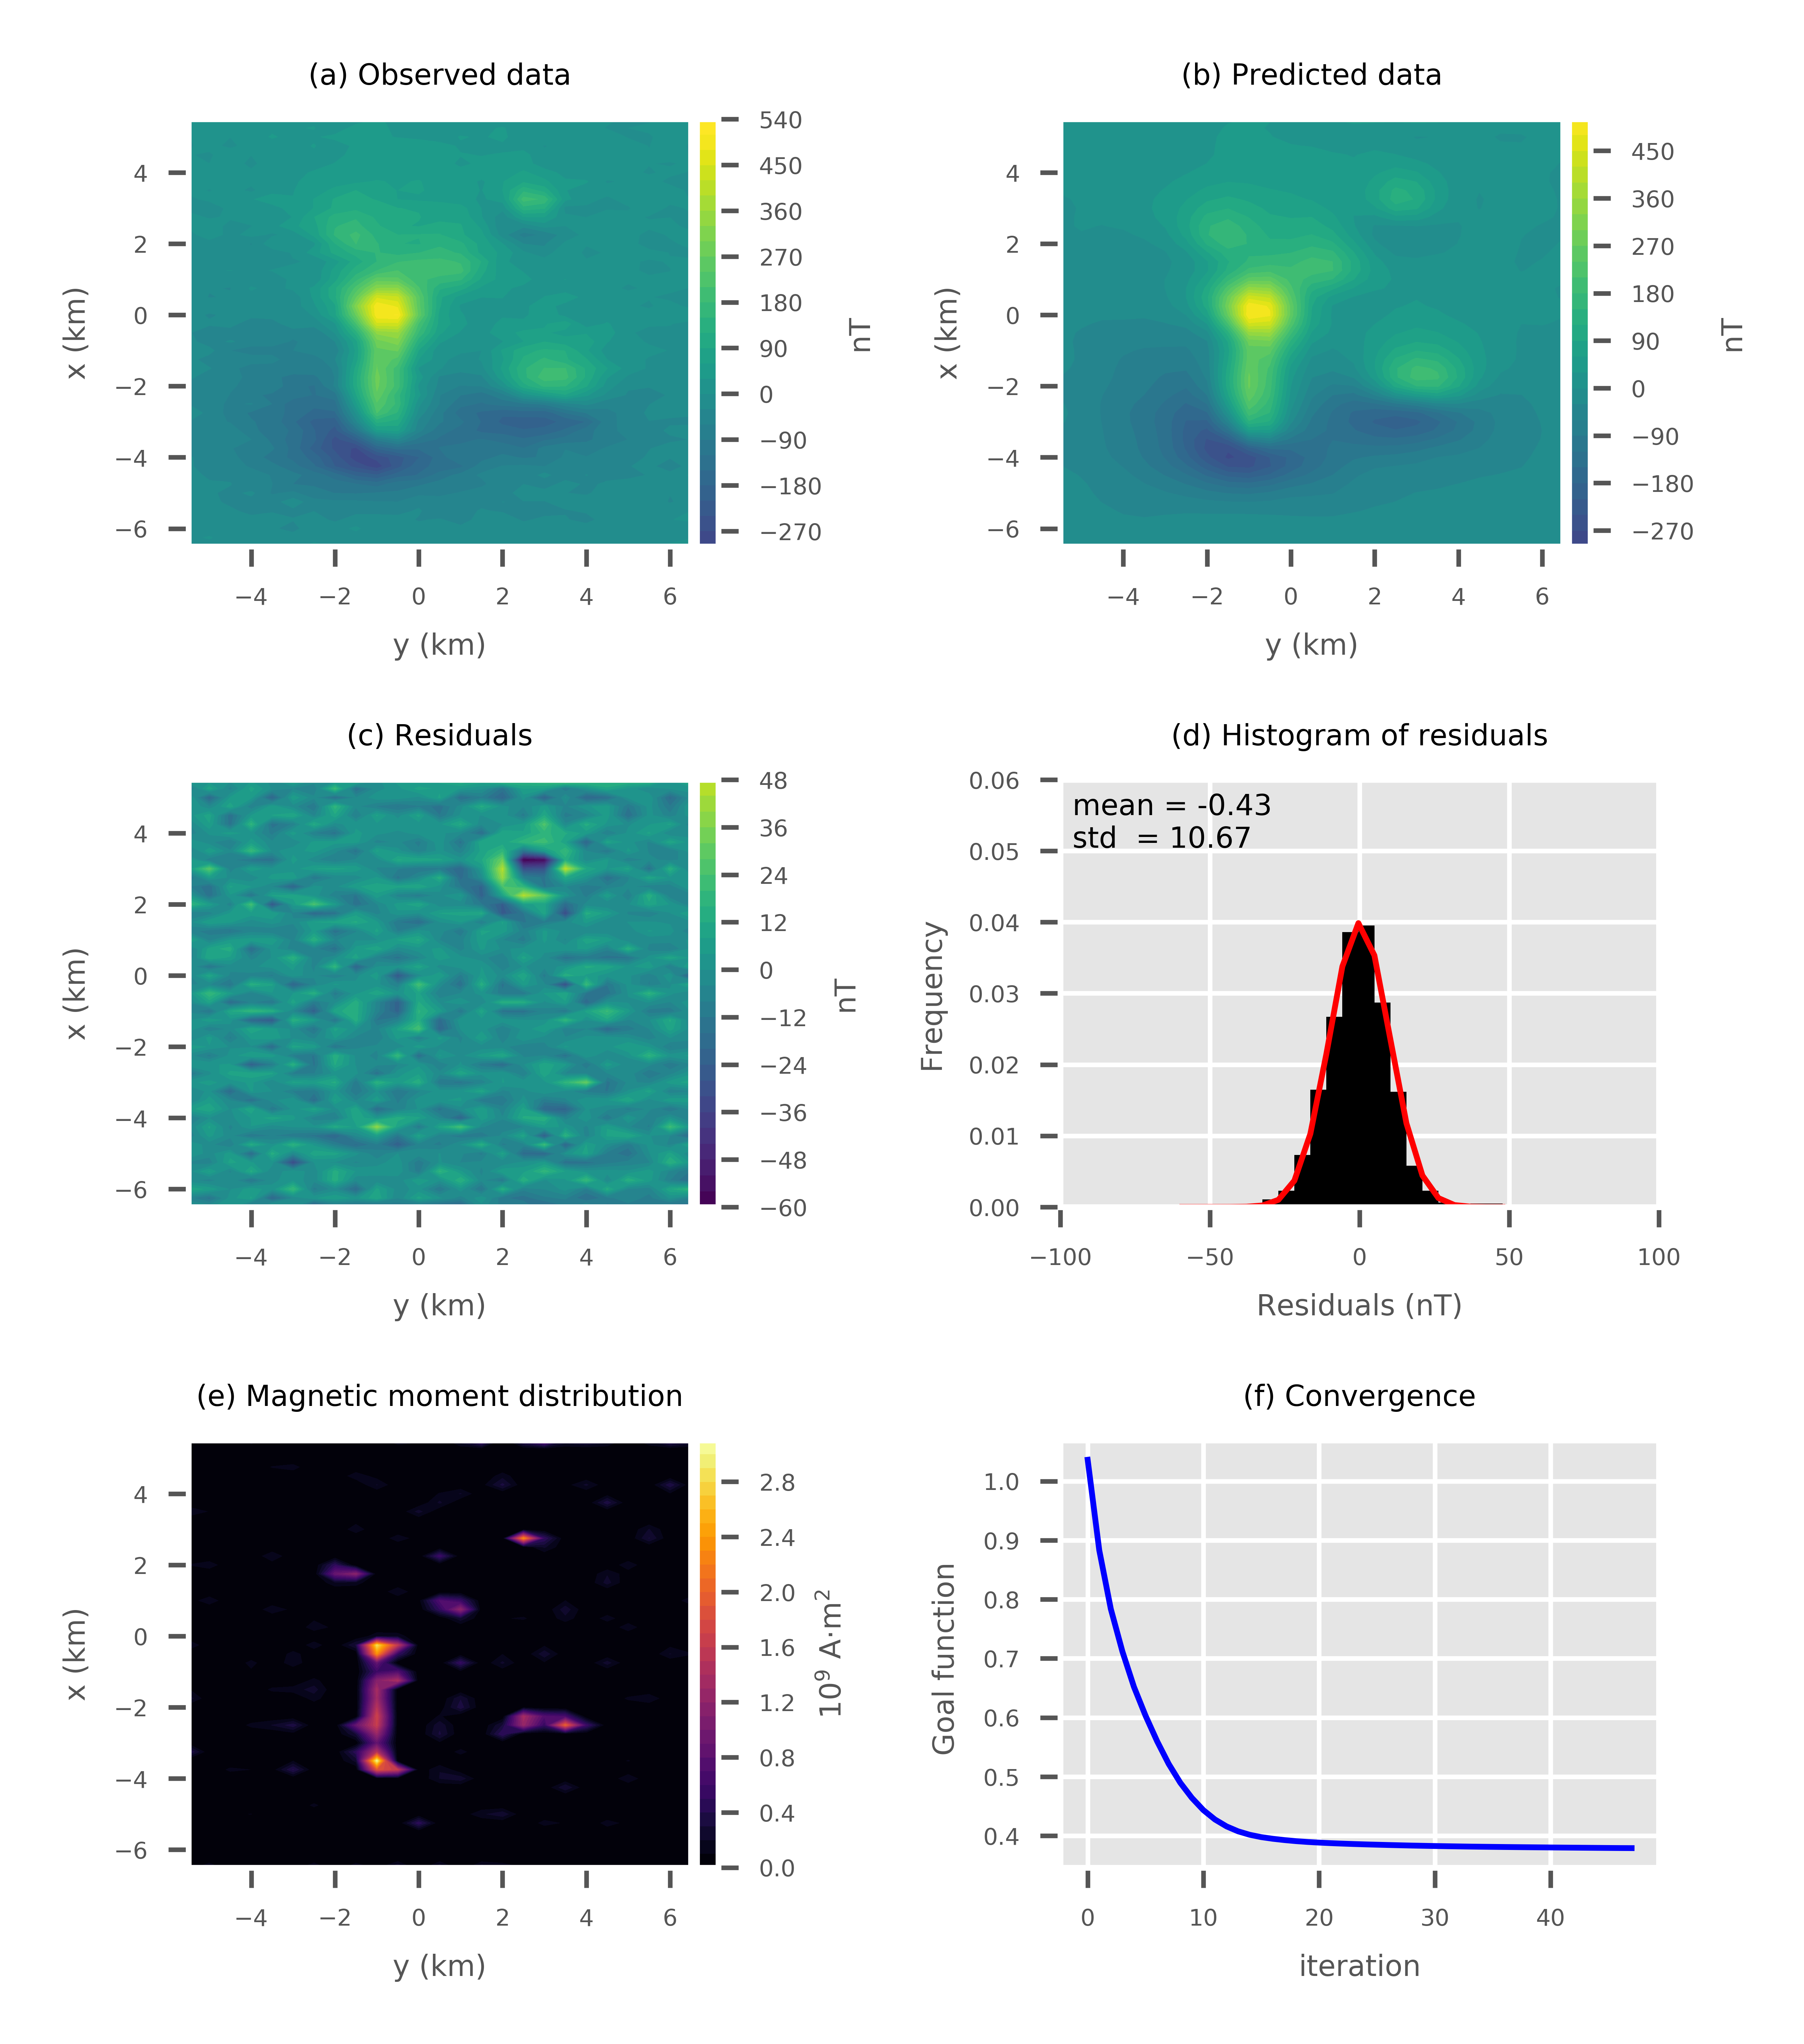 (a) Observed data
4
2
0
−2
−4
−6
x (km)
−4 −2 0 2 4 6
y (km)
540
450
360
270
180
90
0
−90
−180
−270
nT
(b) Predicted data
4
2
0
−2
−4
−6
x (km)
−4 −2 0 2 4 6
y (km)
450
360
270
180
90
0
−90
−180
−270
nT
(c) Residuals
4
2
0
−2
−4
−6
x (km)
−4 −2 0 2 4 6
y (km)
48
36
24
12
0
−12
−24
−36
−48
−60
nT
(d) Histogram of residuals
mean = -0.43
std = 10.67
0.06
0.05
0.04
0.03
0.02
0.01
0.00
Frequency
−100 −50 0 50 100
Residuals (nT)
(e) Magnetic moment distribution
4
2
0
−2
−4
−6
x (km)
−4 −2 0 2 4 6
y (km)
2.8
2.4
2.0
1.6
1.2
0.8
0.4
0.0
10⁹ A·m²
(f) Convergence
1.0
0.9
0.8
0.7
0.6
0.5
0.4
Goal function
0 10 20 30 40
iteration